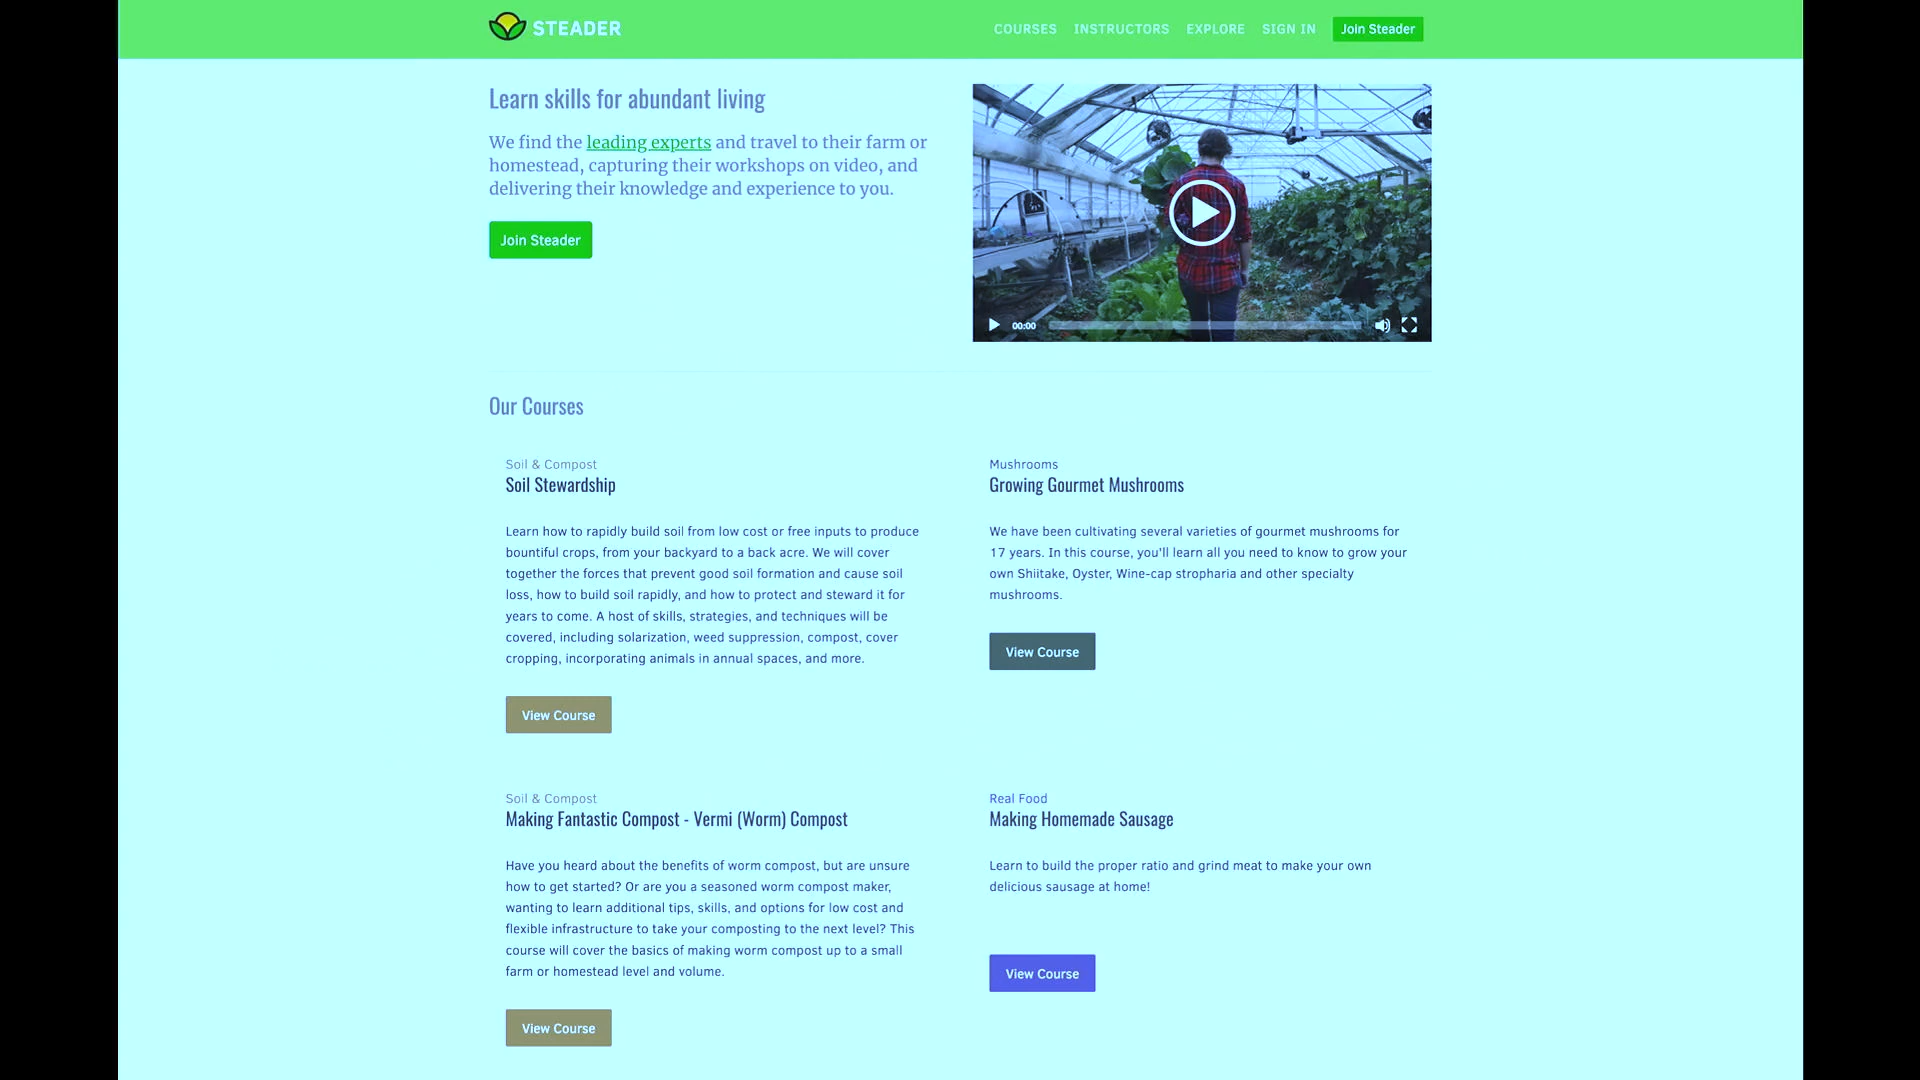 STEADER
COURSES INSTRUCTORS EXPLORE SIGN IN Join Steader
Learn skills for abundant living
We find the leading experts and travel to their farm or
homestead, capturing their workshops on video, and
delivering their knowledge and experience to you.
Join Steader
00:00
Our Courses
Soil & Compost
Soil Stewardship
Learn how to rapidly build soil from low cost or free inputs to produce
bountiful crops, from your backyard to a back acre. We will cover
together the forces that prevent good soil formation and cause soil
loss, how to build soil rapidly, and how to protect and steward it for
years to come. A host of skills, strategies, and techniques will be
covered, including solarization, weed suppression, compost, cover
cropping, incorporating animals in annual spaces, and more.
View Course
Mushrooms
Growing Gourmet Mushrooms
We have been cultivating several varieties of gourmet mushrooms for
17 years. In this course, you'll learn all you need to know to grow your
own Shiitake, Oyster, Wine-cap stropharia and other specialty
mushrooms.
View Course
Soil & Compost
Making Fantastic Compost - Vermi (Worm) Compost
Have you heard about the benefits of worm compost, but are unsure
how to get started? Or are you a seasoned worm compost maker,
wanting to learn additional tips, skills, and options for low cost and
flexible infrastructure to take your composting to the next level? This
course will cover the basics of making worm compost up to a small
farm or homestead level and volume.
View Course
Real Food
Making Homemade Sausage
Learn to build the proper ratio and grind meat to make your own
delicious sausage at home!
View Course